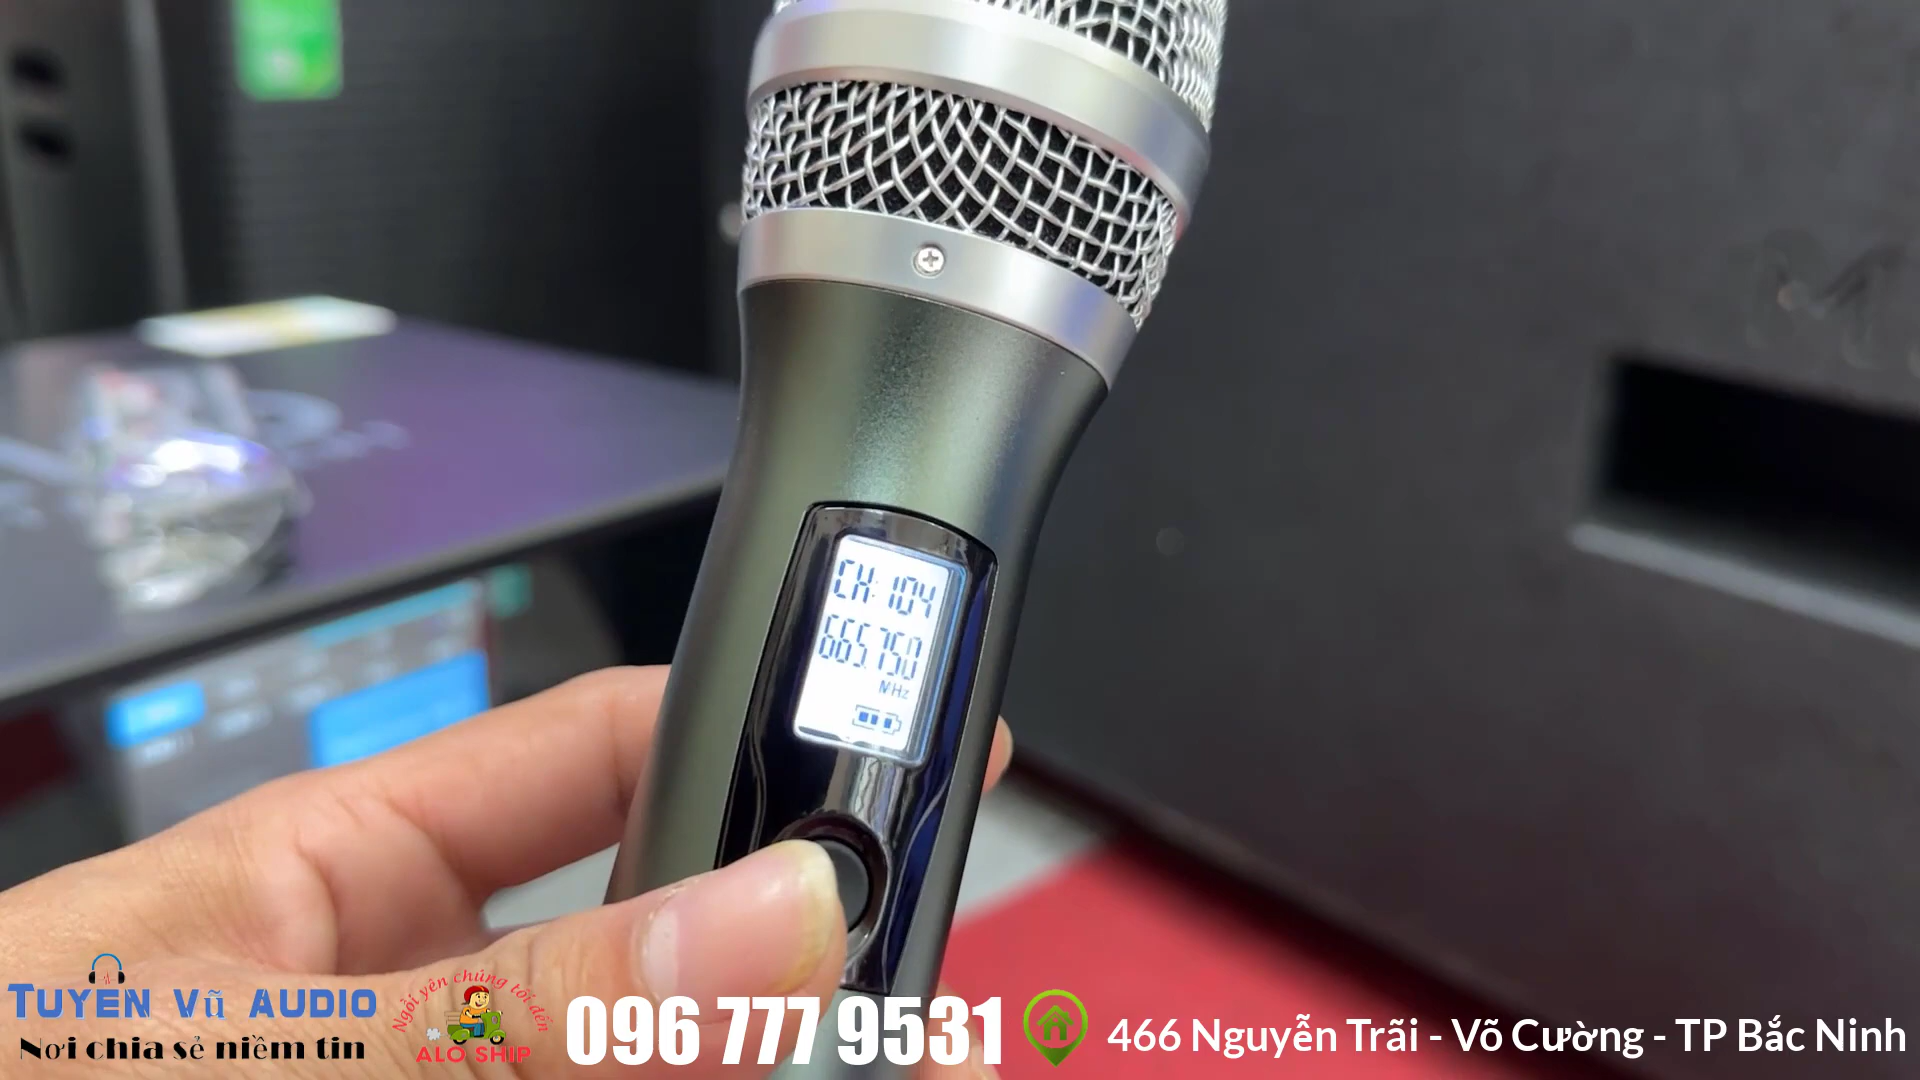 CH: 104
665.750
MHz
TUYÊN VŨ AUDIO
Nơi chia sẻ niềm tin
Ngồi yên chúng tôi đến
ALO SHIP
096 777 9531
466 Nguyễn Trãi - Võ Cường - TP Bắc Ninh